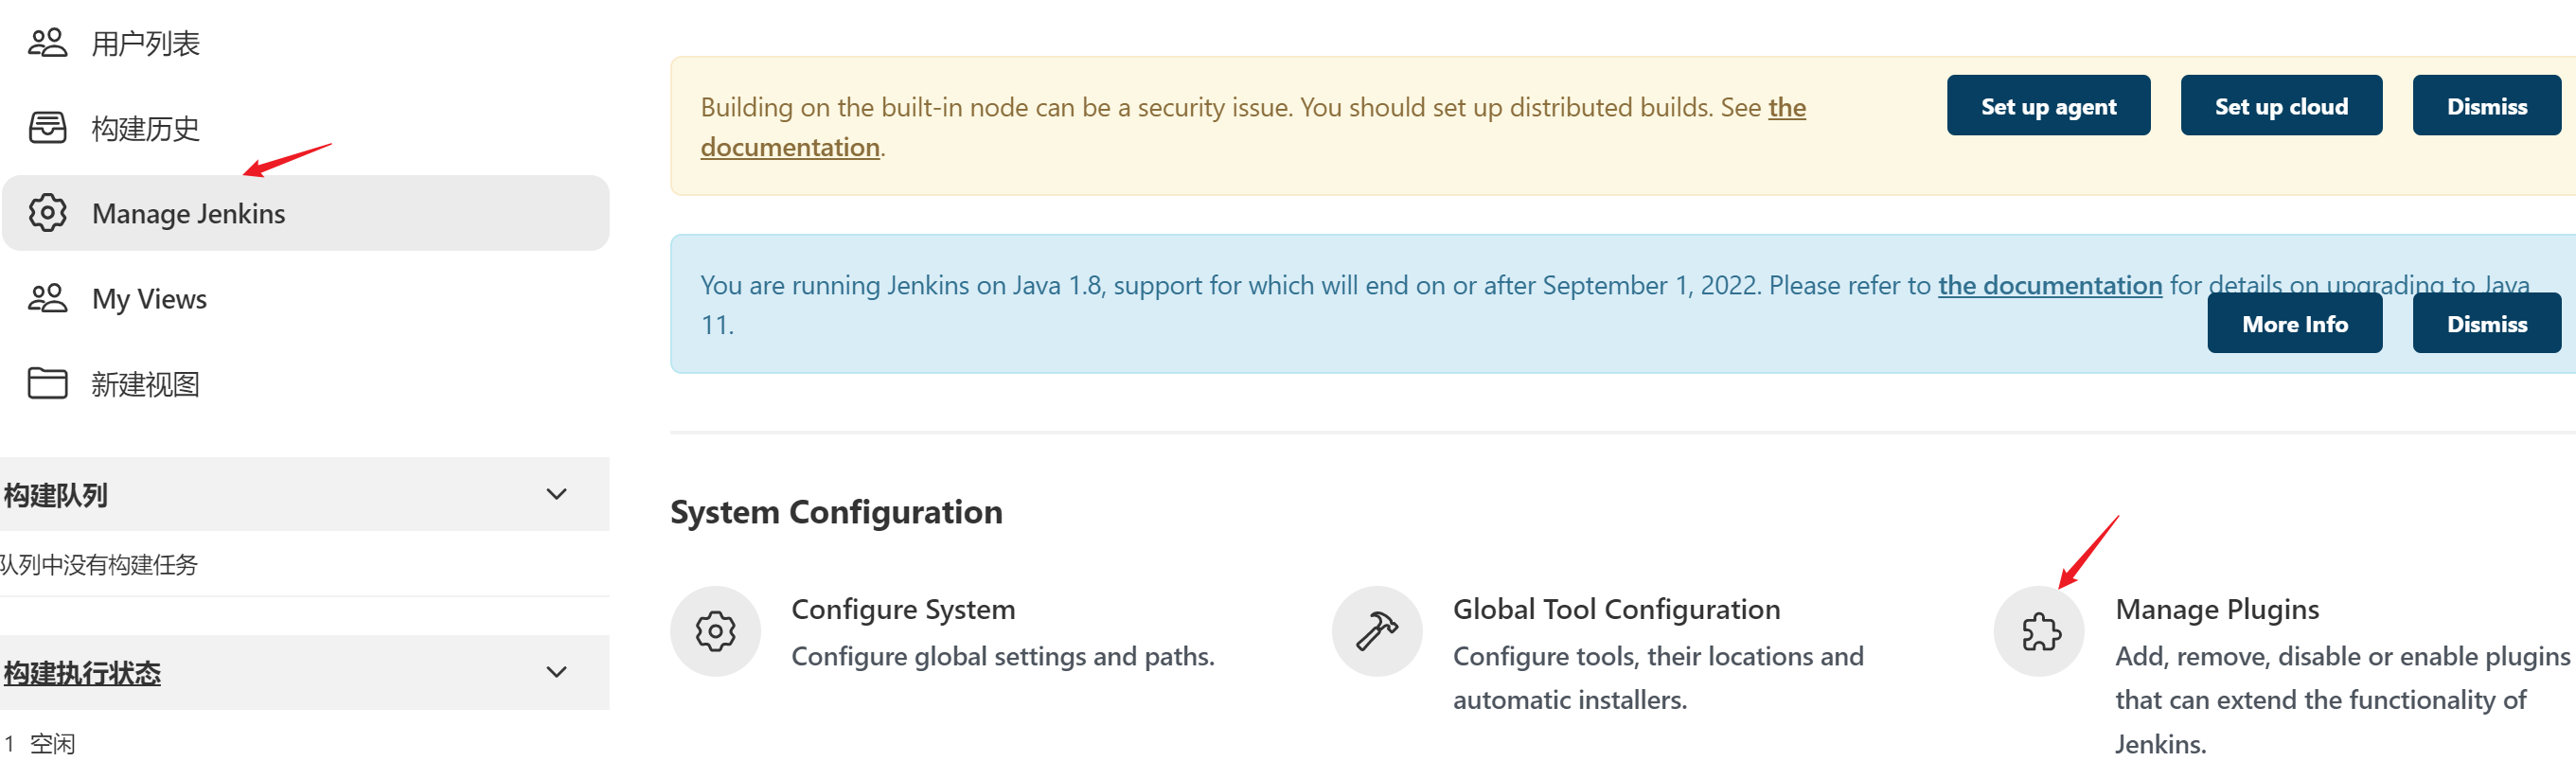 用户列表
构建历史
Manage Jenkins
My Views
新建视图
构建队列
队列中没有构建任务
构建执行状态
1 空闲
Building on the built-in node can be a security issue. You should set up distributed builds. See the
documentation.
Set up agent
Set up cloud
Dismiss
You are running Jenkins on Java 1.8, support for which will end on or after September 1, 2022. Please refer to the documentation for details on upgrading to Java
11.
More Info
Dismiss
System Configuration
Configure System
Configure global settings and paths.
Global Tool Configuration
Configure tools, their locations and
automatic installers.
Manage Plugins
Add, remove, disable or enable plugins
that can extend the functionality of
Jenkins.